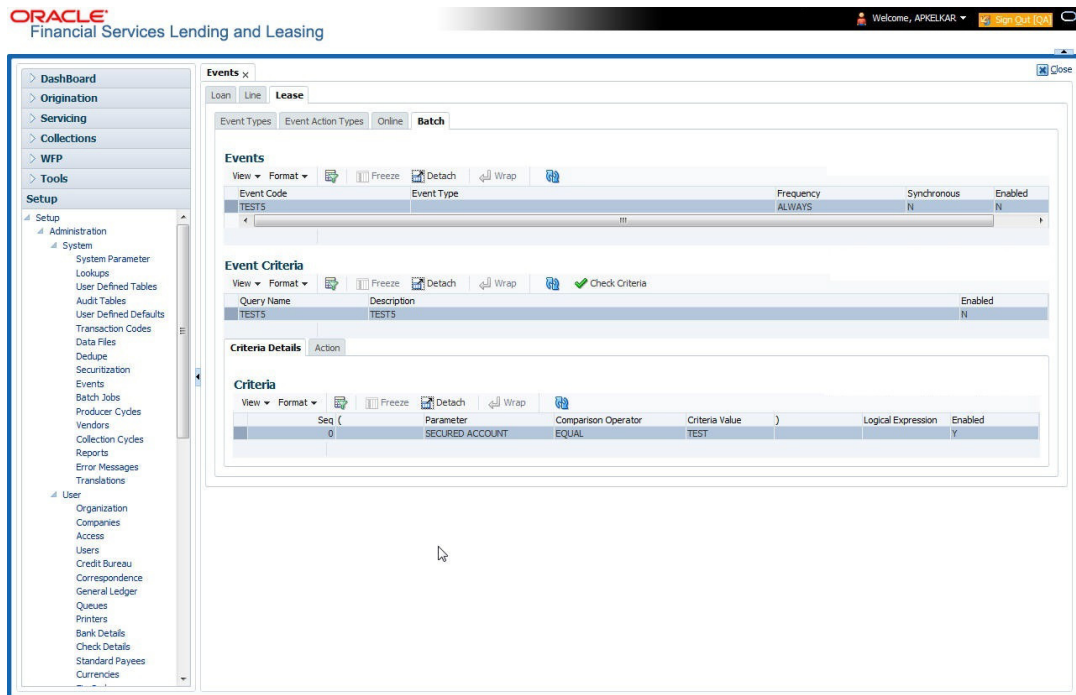 ORACLE
Financial Services Lending and Leasing
Welcome, APKELKAR
Sign Out [QA]
DashBoard
Origination
Servicing
Collections
WFP
Tools
Setup
Setup
Administration
System
System Parameter
Lookups
User Defined Tables
Audit Tables
User Defined Defaults
Transaction Codes
Data Files
Dedupe
Securitization
Events
Batch Jobs
Producer Cycles
Vendors
Collection Cycles
Reports
Error Messages
Translations
User
Organization
Companies
Access
Users
Credit Bureau
Correspondence
General Ledger
Queues
Printers
Bank Details
Check Details
Standard Payees
Currencies
Events
Close
Loan Line Lease
Event Types Event Action Types Online Batch
Events
View Format Freeze Detach Wrap
Event Code Event Type Frequency Synchronous Enabled
TEST5 ALWAYS N N
Event Criteria
View Format Freeze Detach Wrap Check Criteria
Query Name Description Enabled
TEST5 TEST5 N
Criteria Details Action
Criteria
View Format Freeze Detach Wrap
Seq ( Parameter Comparison Operator Criteria Value ) Logical Expression Enabled
0 SECURED ACCOUNT EQUAL TEST Y